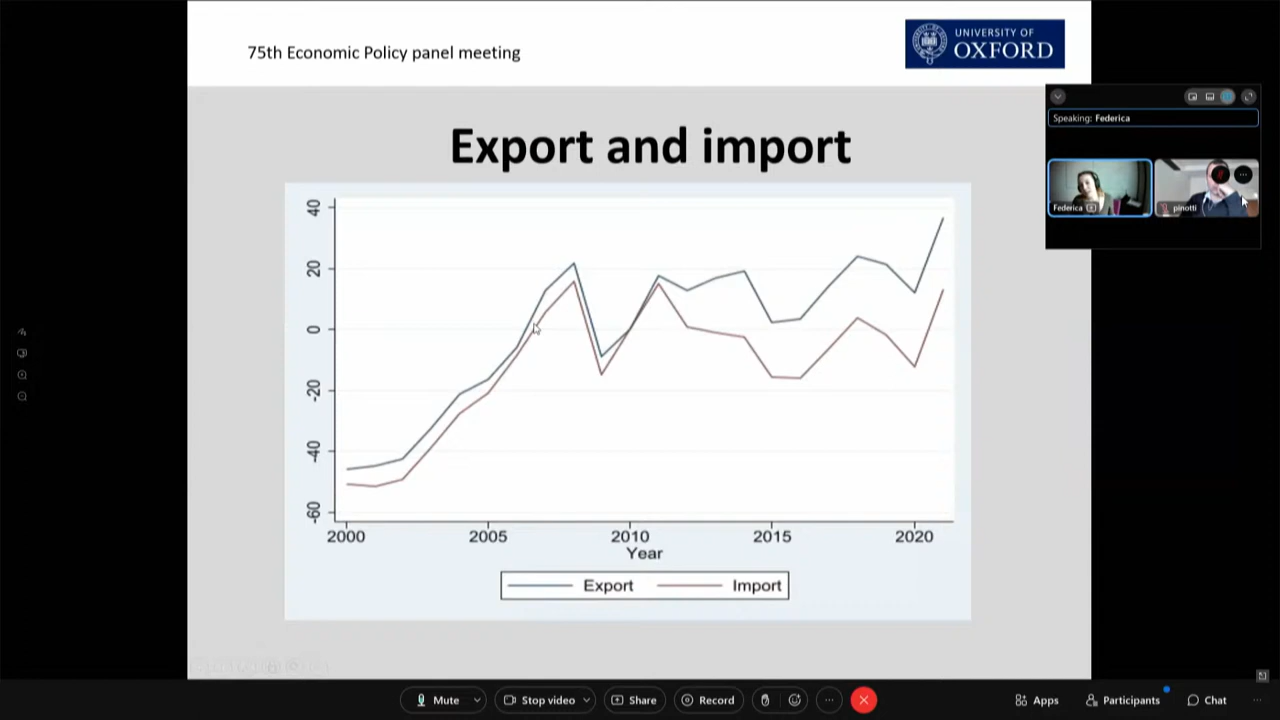 75th Economic Policy panel meeting
UNIVERSITY OF
OXFORD
Speaking: Federica
Federica
pinotti
Export and import
40
20
0
-20
-40
-60
2000 2005 2010 2015 2020
Year
Export Import
Mute
Stop video
Share
Record
Apps
Participants
Chat